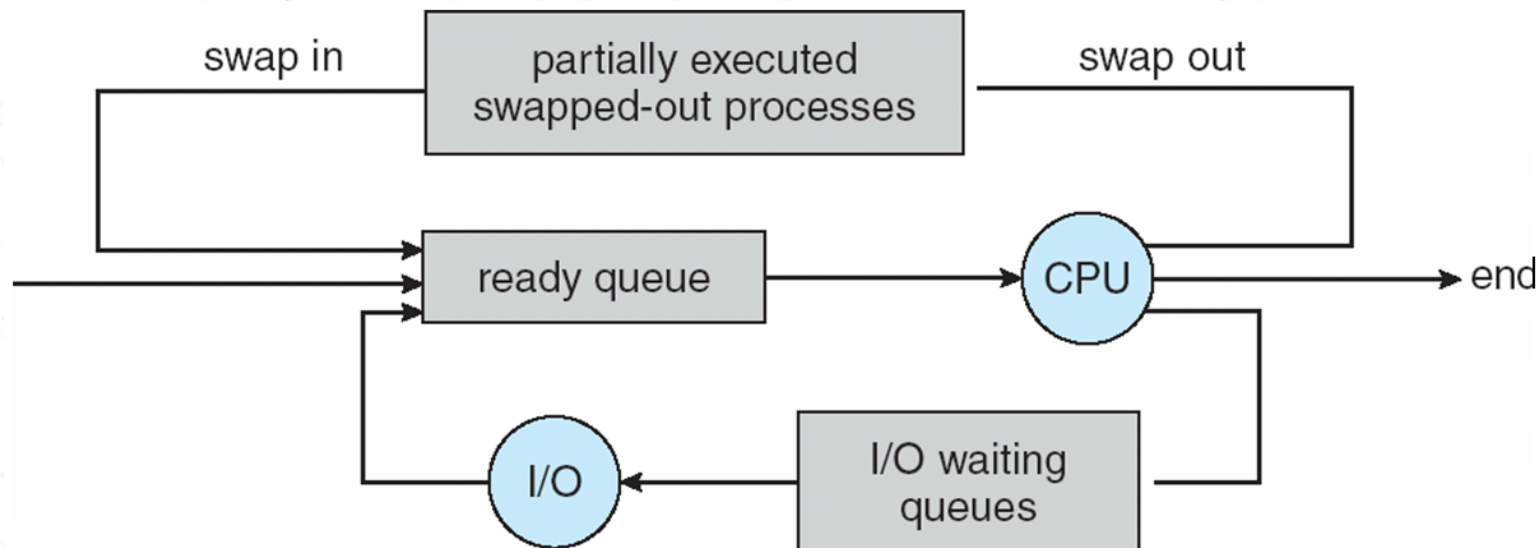 swap in
partially executed
swapped-out processes
swap out
ready queue
CPU
end
I/O
I/O waiting
queues